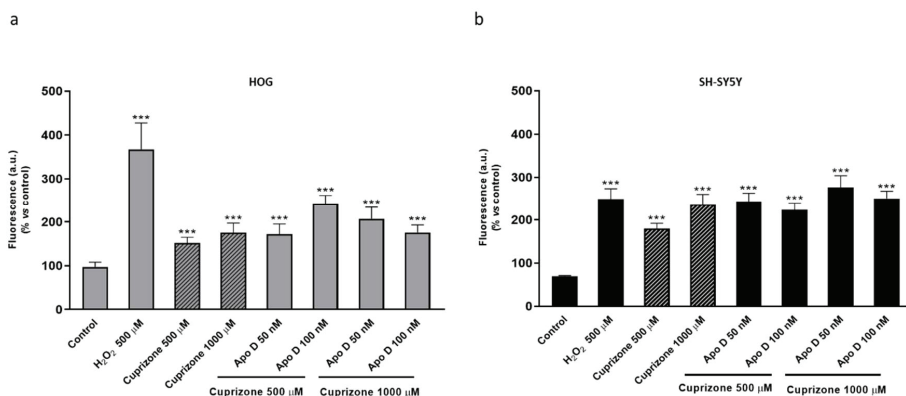 a
HOG
Fluorescence (a.u.)
(% vs control)
500
400
300
200
100
0
***
***
***
***
***
***
***
Control
H₂O₂ 500 µM
Cuprizone 500 µM
Cuprizone 1000 µM
Apo D 50 nM
Apo D 100 nM
Apo D 50 nM
Apo D 100 nM
Cuprizone 500 µM
Cuprizone 1000 µM
b
SH-SY5Y
Fluorescence (a.u.)
(% vs control)
500
400
300
200
100
0
***
***
***
***
***
***
***
Control
H₂O₂ 500 µM
Cuprizone 500 µM
Cuprizone 1000 µM
Apo D 50 nM
Apo D 100 nM
Apo D 50 nM
Apo D 100 nM
Cuprizone 500 µM
Cuprizone 1000 µM